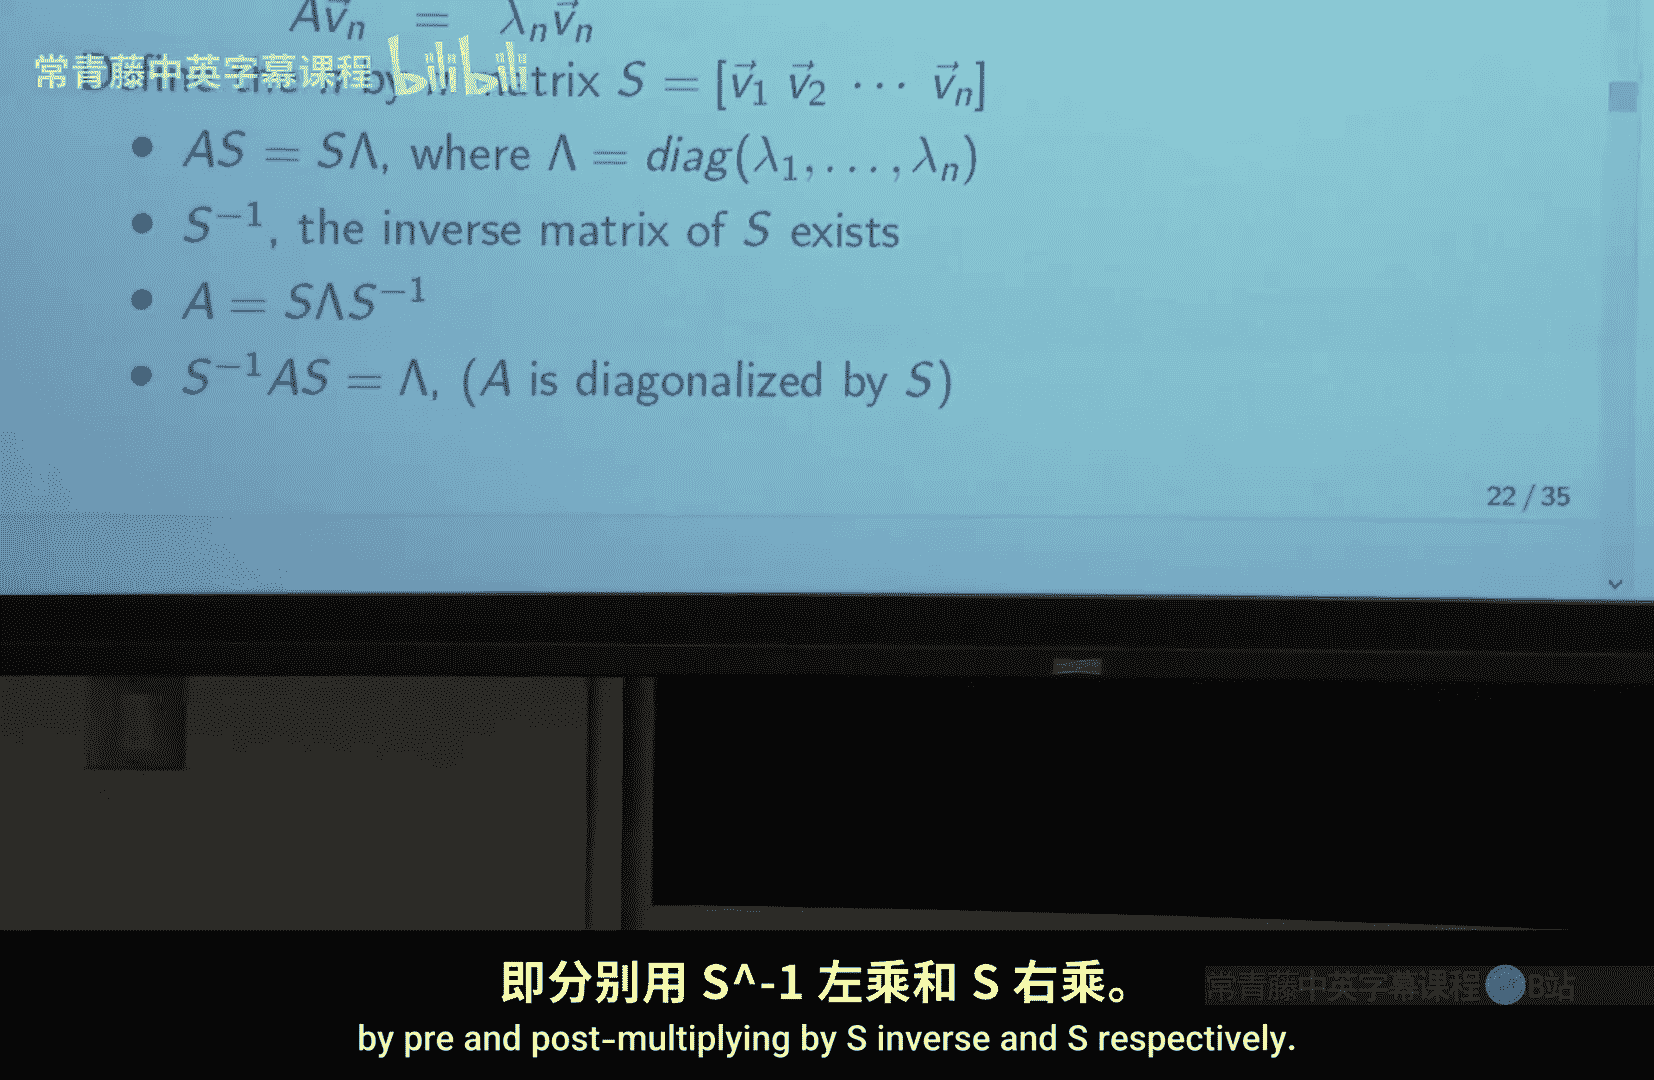 Av⃗n = λnv⃗n
常青藤中英字幕课程 bilibili
by matrix S = [v⃗1 v⃗2 ⋯ v⃗n]
• AS = SΛ, where Λ = diag(λ1, . . . , λn)
• S−1, the inverse matrix of S exists
• A = SΛS−1
• S−1AS = Λ, (A is diagonalized by S)
22 / 35
即分别用 S^-1 左乘和 S 右乘。
常青藤中英字幕课程 B站
by pre and post-multiplying by S inverse and S respectively.